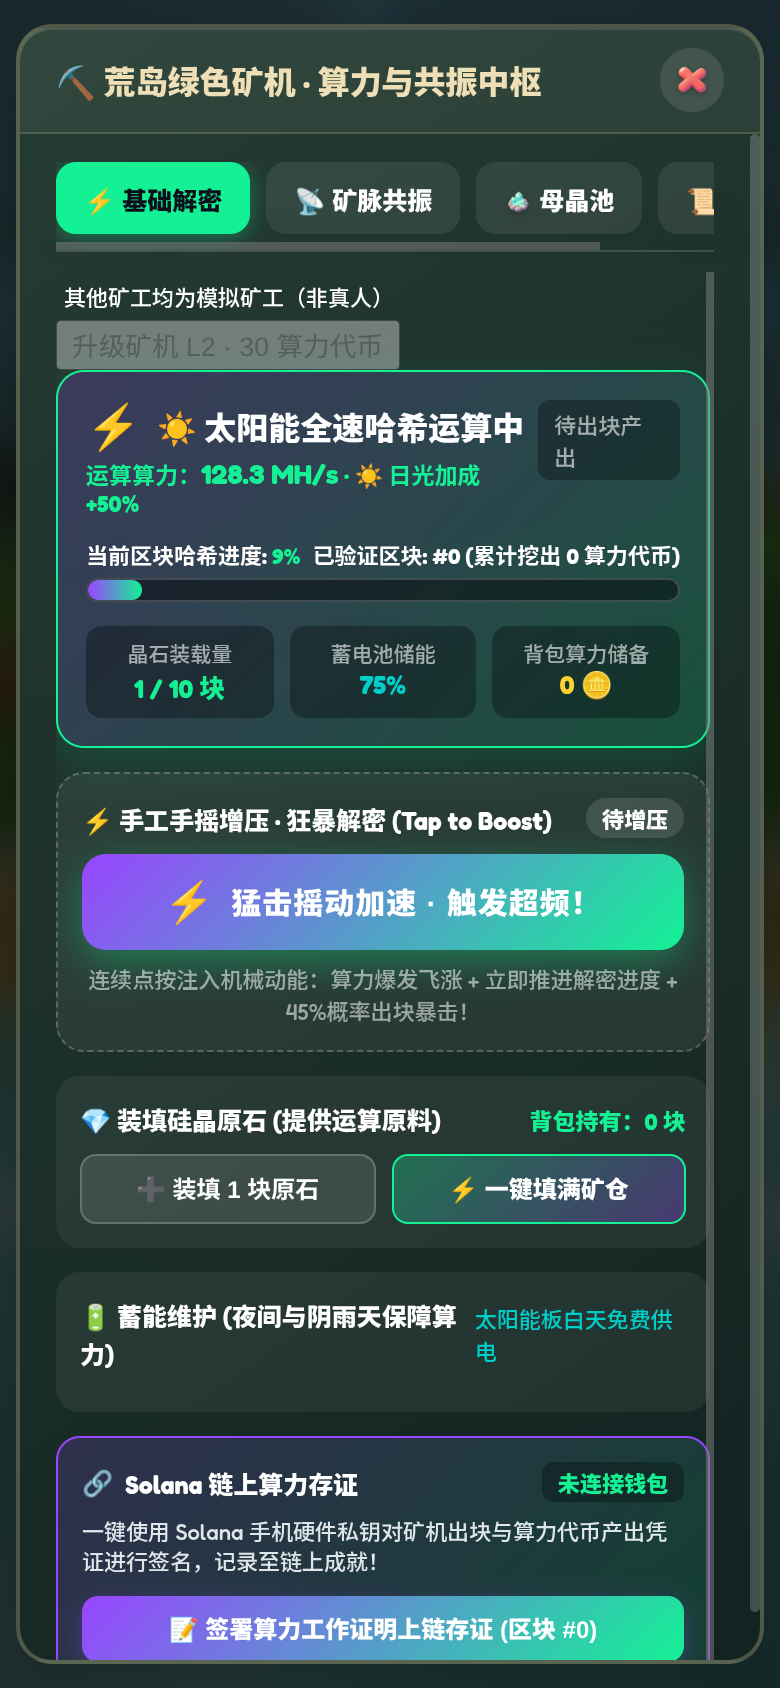 荒岛绿色矿机 · 算力与共振中枢
基础解密
矿脉共振
母晶池
其他矿工均为模拟矿工（非真人）
升级矿机 L2 · 30 算力代币
太阳能全速哈希运算中
待出块产
出
运算算力：128.3 MH/s · ☀️ 日光加成
+50%
当前区块哈希进度: 9% 已验证区块: #0 (累计挖出 0 算力代币)
晶石装载量
1 / 10 块
蓄电池储能
75%
背包算力储备
0
手工手摇增压 · 狂暴解密 (Tap to Boost)
待增压
猛击摇动加速 · 触发超频！
连续点按注入机械动能：算力爆发飞涨 + 立即推进解密进度 +
45%概率出块暴击！
装填硅晶原石 (提供运算原料)
背包持有：0 块
➕ 装填 1 块原石
一键填满矿仓
蓄能维护 (夜间与阴雨天保障算
力)
太阳能板白天免费供
电
Solana 链上算力存证
未连接钱包
一键使用 Solana 手机硬件私钥对矿机出块与算力代币产出凭
证进行签名，记录至链上成就！
签署算力工作证明上链存证 (区块 #0)